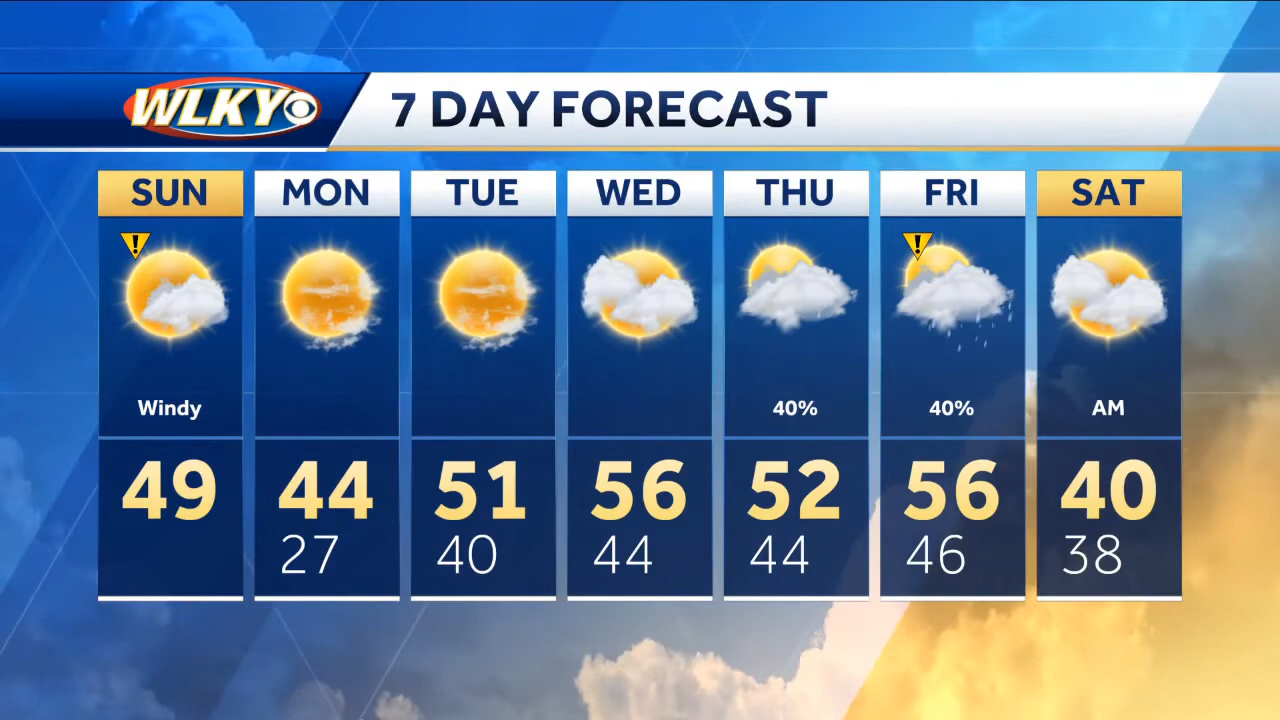 WLKY
7 DAY FORECAST
SUN MON TUE WED THU FRI SAT
! !
Windy 40% 40% AM
49 44 51 56 52 56 40
27 40 44 44 46 38